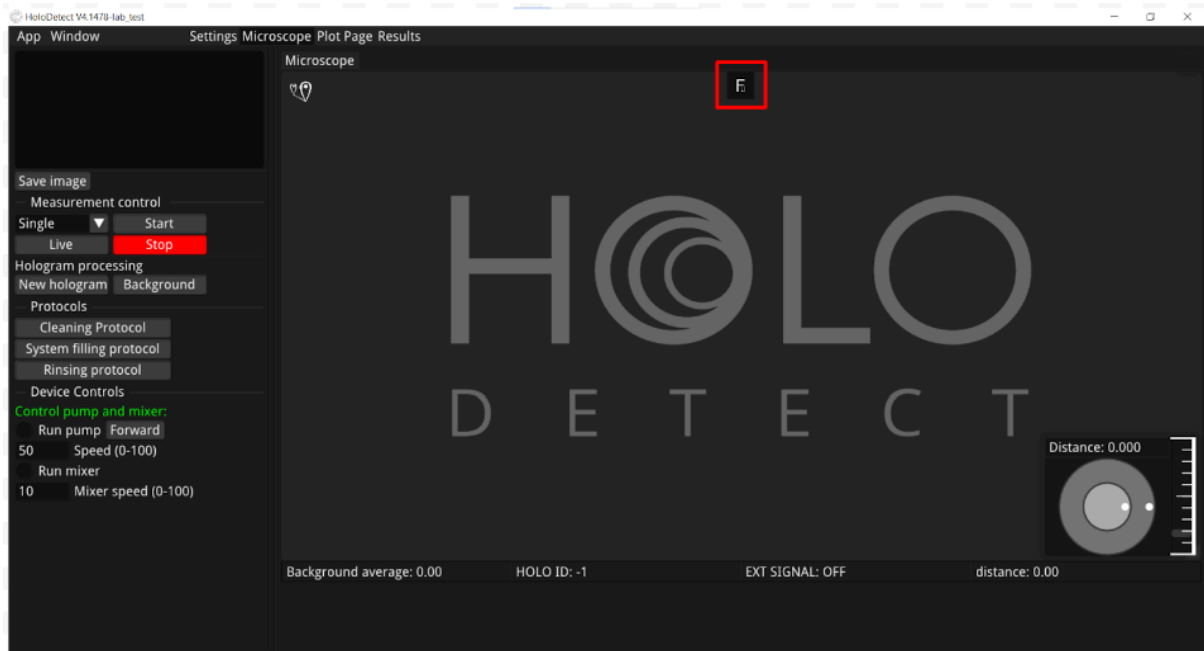 HoloDetect V4.1478-lab_test
App Window Settings Microscope Plot Page Results
Microscope
Save image
Measurement control
Single Start
Live Stop
Hologram processing
New hologram Background
Protocols
Cleaning Protocol
System filling protocol
Rinsing protocol
Device Controls
Control pump and mixer:
Run pump Forward
50 Speed (0-100)
Run mixer
10 Mixer speed (0-100)
HOLO
DETECT
Distance: 0.000
Background average: 0.00 HOLO ID: -1 EXT SIGNAL: OFF distance: 0.00